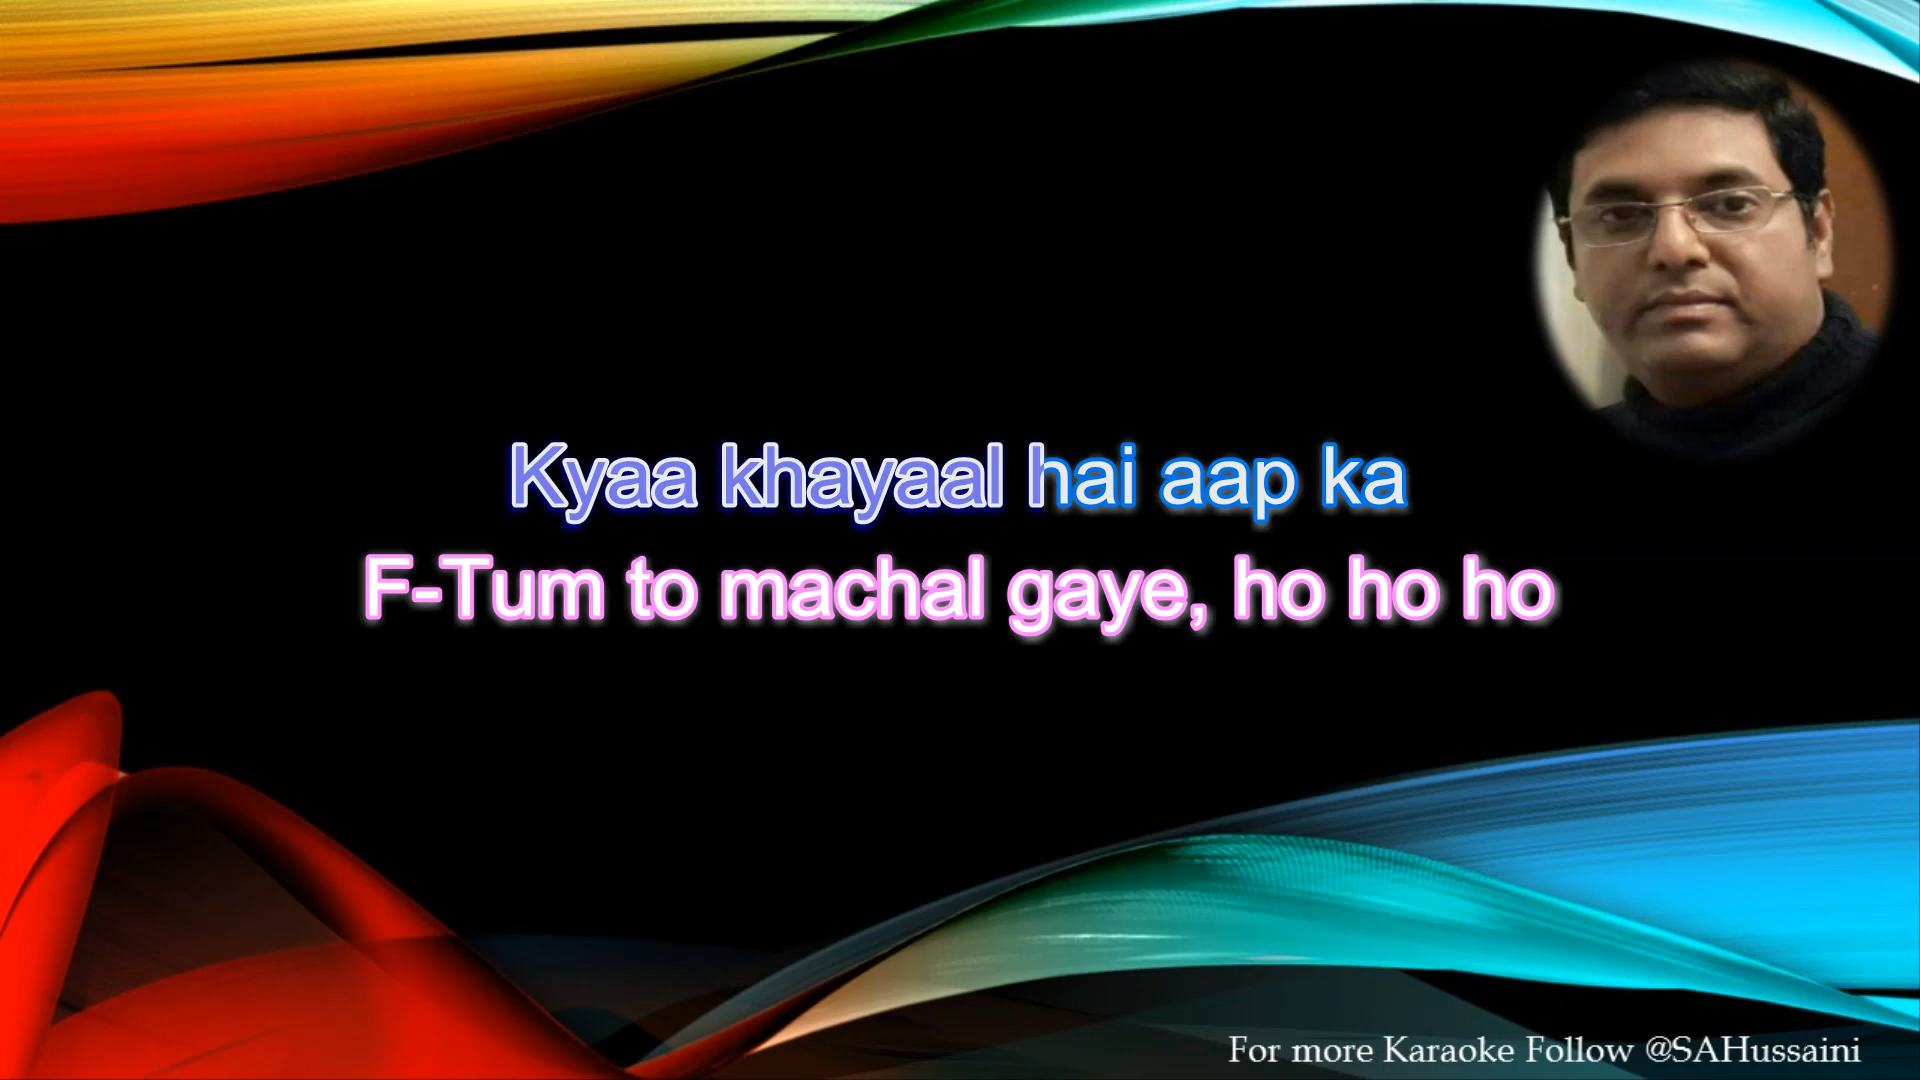 Kyaa khayaal hai aap ka
F-Tum to machal gaye, ho ho ho
For more Karaoke Follow @SAHussaini